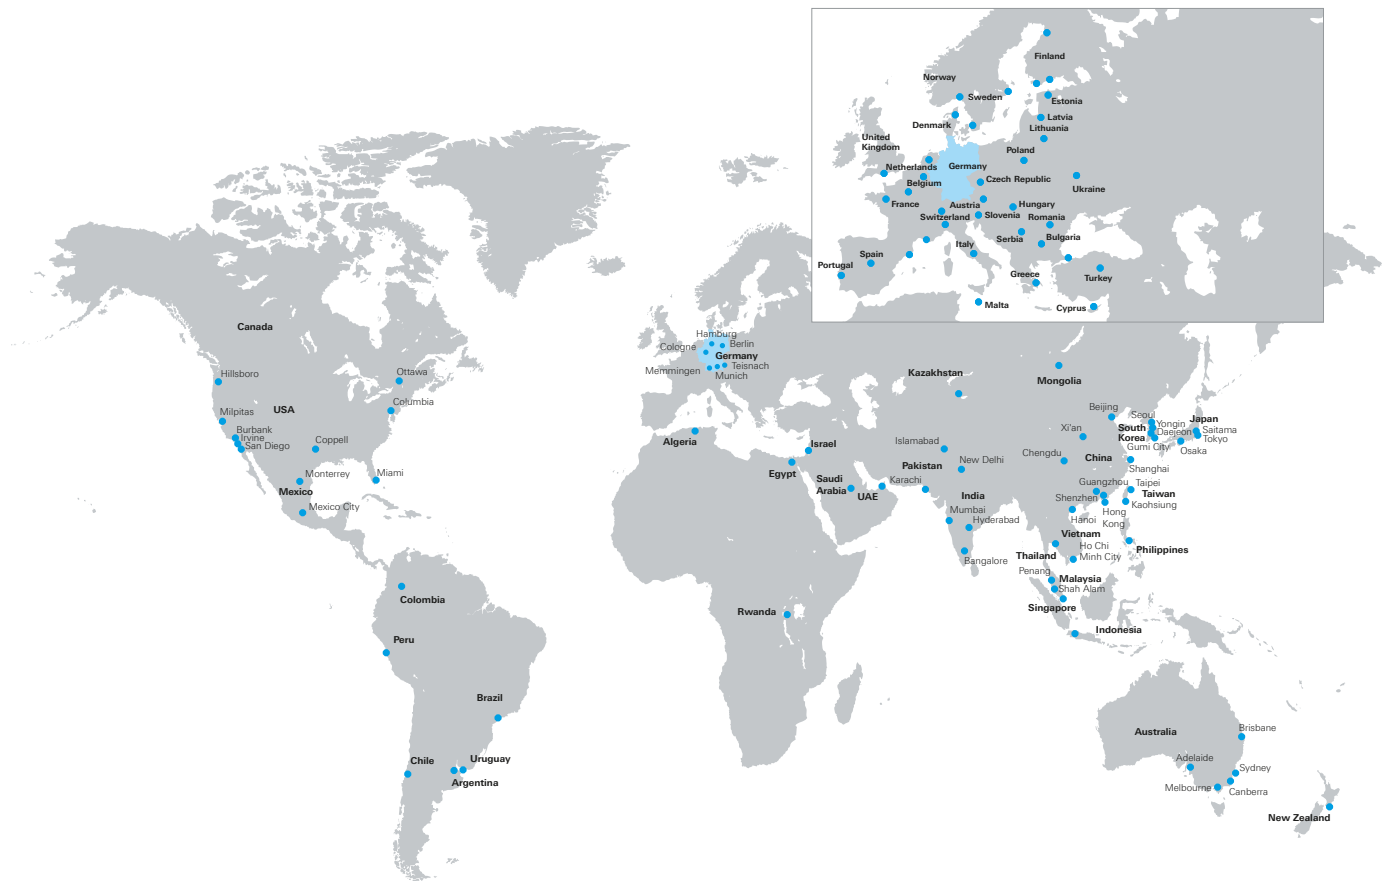 Finland
Norway
Sweden
Estonia
Latvia
Denmark
Lithuania
United
Kingdom
Poland
Netherlands
Germany
Czech Republic
Belgium
Ukraine
France
Austria
Hungary
Switzerland
Slovenia
Romania
Serbia
Bulgaria
Italy
Spain
Portugal
Greece
Turkey
Malta
Cyprus
Canada
Hillsboro
Ottawa
Milpitas
USA
Columbia
Burbank
Irvine
San Diego
Coppell
Monterrey
Miami
Mexico
Mexico City
Colombia
Peru
Brazil
Chile
Uruguay
Argentina
Hamburg
Cologne
Berlin
Germany
Memmingen
Teisnach
Munich
Algeria
Israel
Egypt
Saudi
Arabia
UAE
Rwanda
Kazakhstan
Mongolia
Islamabad
Pakistan
New Delhi
Karachi
India
Mumbai
Hyderabad
Bangalore
Beijing
Xi'an
Chengdu
China
Shanghai
Guangzhou
Shenzhen
Hong
Kong
Seoul
Yongin
South
Korea
Daejeon
Gumi City
Japan
Saitama
Tokyo
Osaka
Taipei
Taiwan
Kaohsiung
Hanoi
Vietnam
Ho Chi
Minh City
Thailand
Philippines
Penang
Malaysia
Shah Alam
Singapore
Indonesia
Australia
Brisbane
Adelaide
Sydney
Melbourne
Canberra
New Zealand